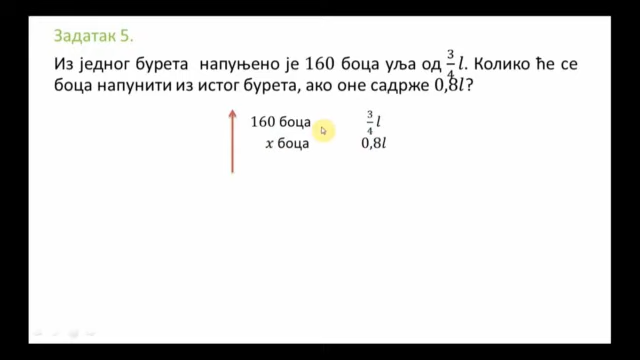 Задатак 5.
Из једног бурета напуњено је 160 боца уља од 3/4 l. Колико ће се
боца напунити из истог бурета, ако оне садрже 0,8l?
160 боца 3/4 l
x боца 0,8l